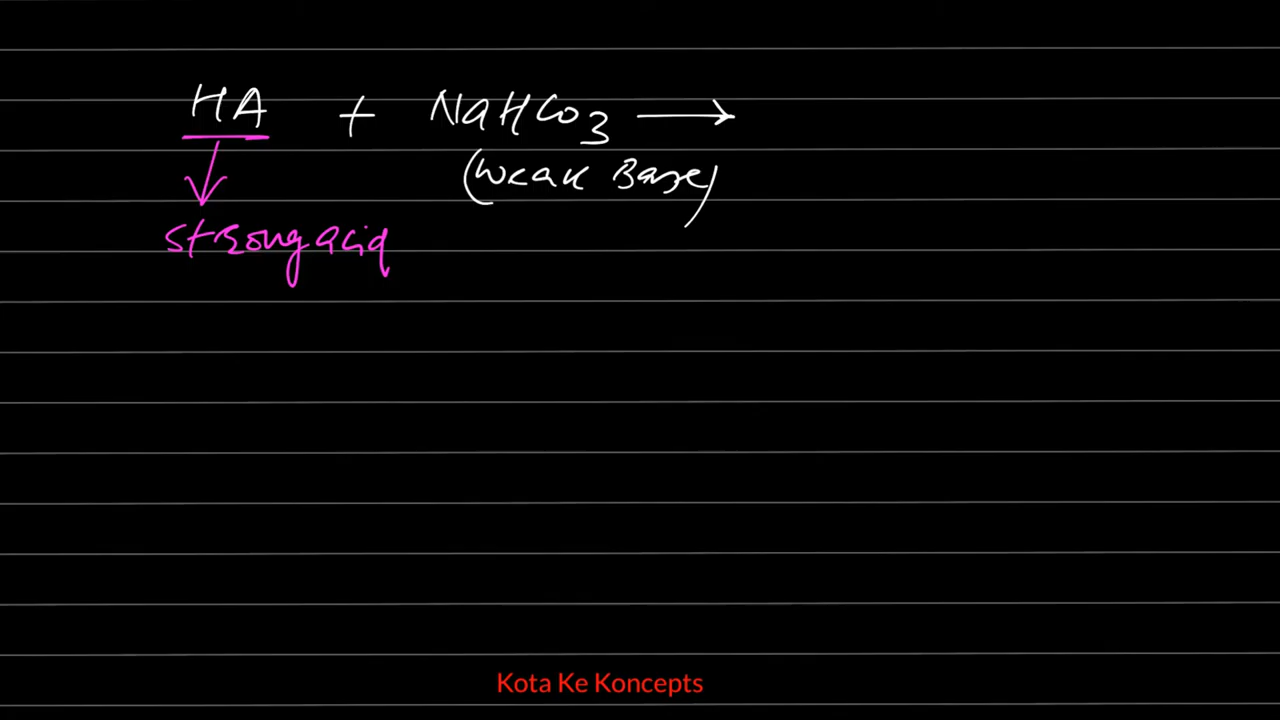 HA + NaHCO3 →
(Weak Base)
strong acid
Kota Ke Koncepts